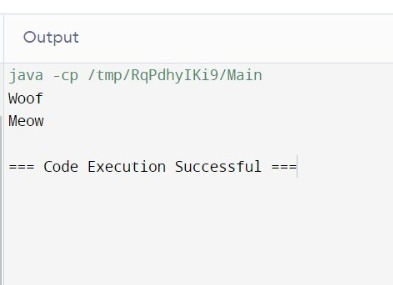 Output
java -cp /tmp/RqPdhyIKi9/Main
Woof
Meow
=== Code Execution Successful ===